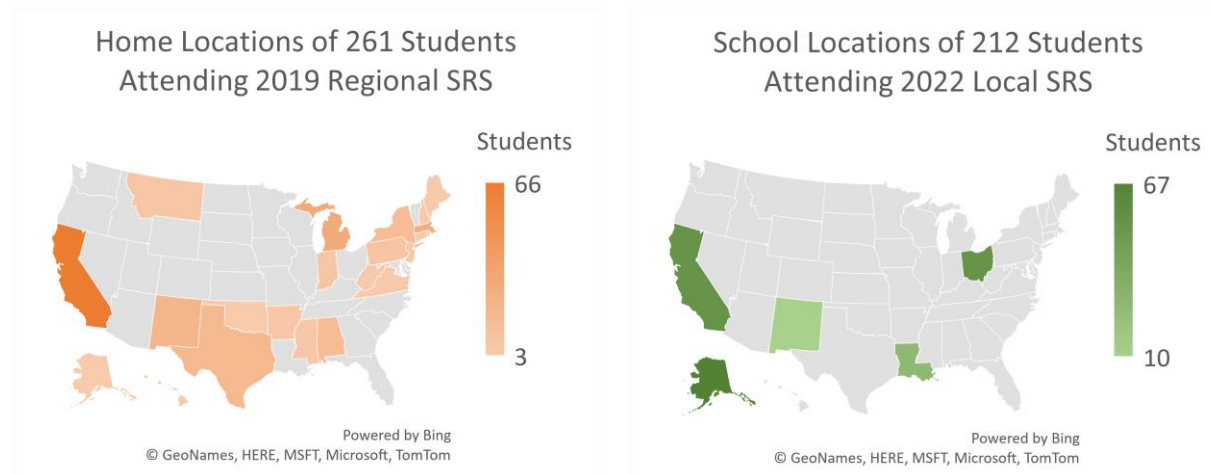 Home Locations of 261 Students
Attending 2019 Regional SRS
Students
66
3
Powered by Bing
© GeoNames, HERE, MSFT, Microsoft, TomTom
School Locations of 212 Students
Attending 2022 Local SRS
Students
67
10
Powered by Bing
© GeoNames, HERE, MSFT, Microsoft, TomTom